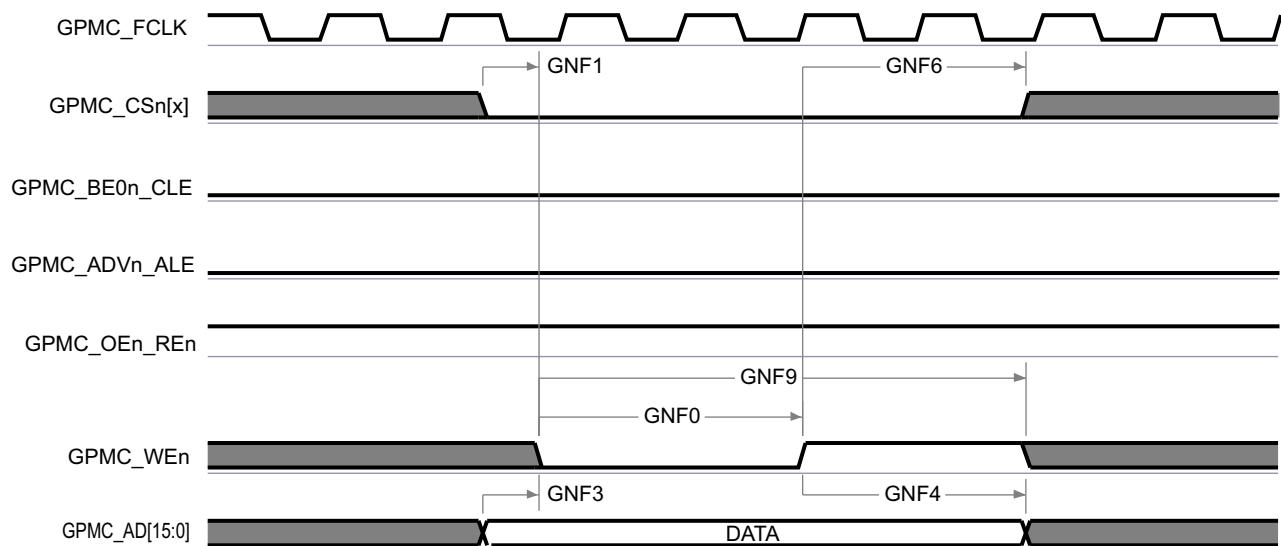 GPMC_FCLK
GNF1 GNF6
GPMC_CSn[x]
GPMC_BE0n_CLE
GPMC_ADVn_ALE
GPMC_OEn_REn
GNF9
GNF0
GPMC_WEn
GNF3 GNF4
GPMC_AD[15:0] DATA